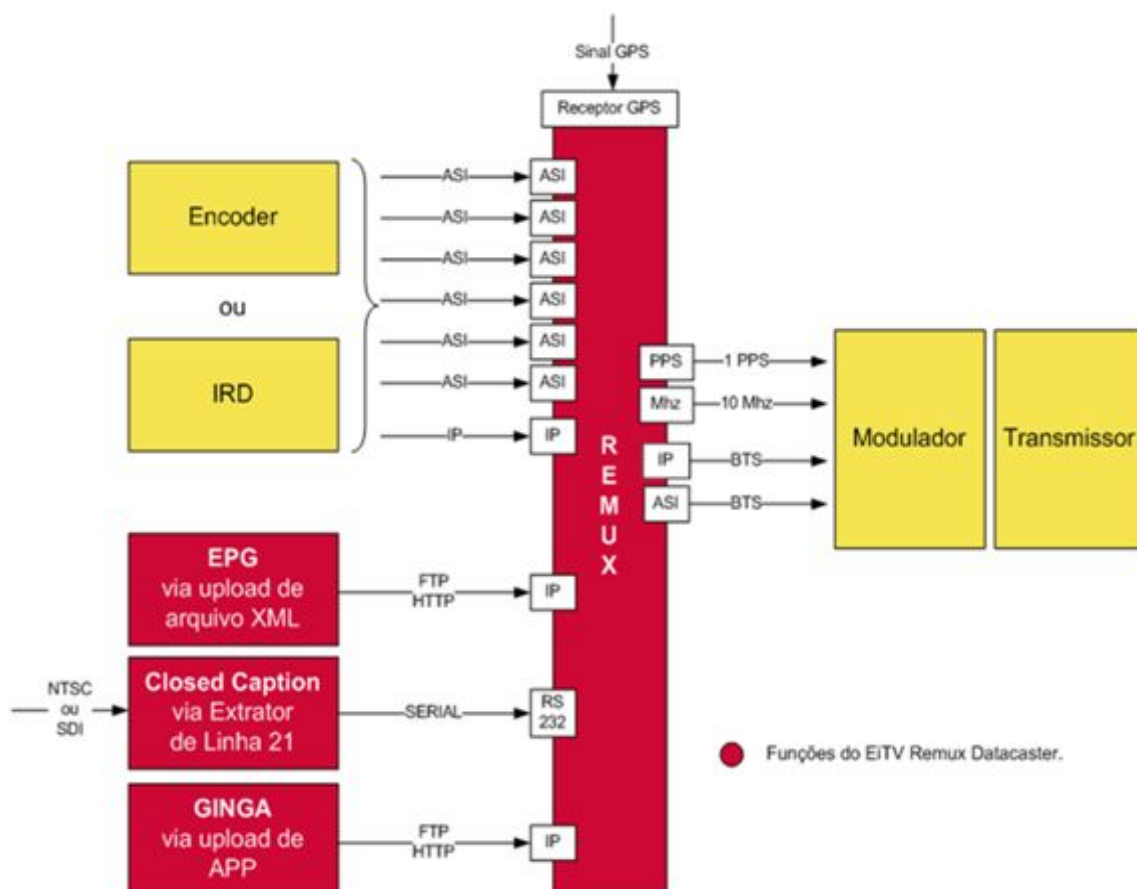 Sinal GPS
Receptor GPS
Encoder
ou
IRD
ASI
ASI
ASI
ASI
ASI
ASI
IP
ASI
ASI
ASI
ASI
ASI
ASI
IP
REMUX
PPS
1 PPS
Mhz
10 Mhz
IP
BTS
ASI
BTS
Modulador
Transmissor
EPG
via upload de
arquivo XML
FTP
HTTP
IP
NTSC
ou
SDI
Closed Caption
via Extrator
de Linha 21
SERIAL
RS
232
Funções do EiTV Remux Datacaster.
GINGA
via upload de
APP
FTP
HTTP
IP